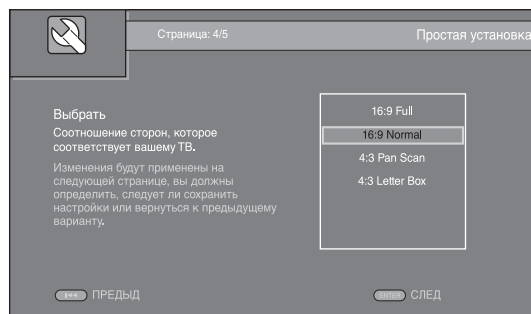 Страница: 4/5
Простая установка
Выбрать
Соотношение сторон, которое
соответствует вашему ТВ.
Изменения будут применены на
следующей странице, вы должны
определить, следует ли сохранить
настройки или вернуться к предыдущему
варианту.
16:9 Full
16:9 Normal
4:3 Pan Scan
4:3 Letter Box
ПРЕДЫД
ENTER СЛЕД